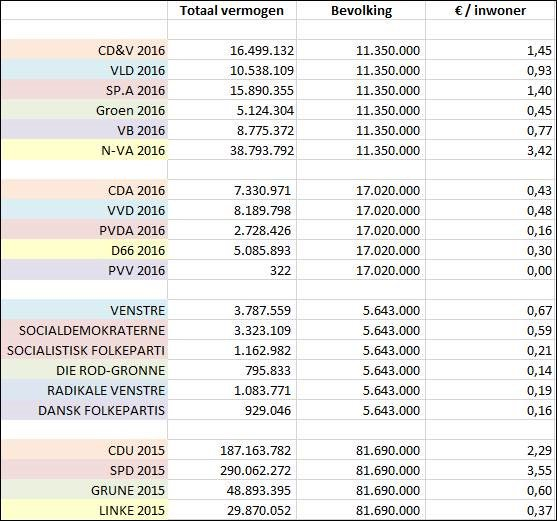 Totaal vermogen Bevolking € / inwoner
CD&V 2016 16.499.132 11.350.000 1,45
VLD 2016 10.538.109 11.350.000 0,93
SP.A 2016 15.890.355 11.350.000 1,40
Groen 2016 5.124.304 11.350.000 0,45
VB 2016 8.775.372 11.350.000 0,77
N-VA 2016 38.793.792 11.350.000 3,42
CDA 2016 7.330.971 17.020.000 0,43
VVD 2016 8.189.798 17.020.000 0,48
PVDA 2016 2.728.426 17.020.000 0,16
D66 2016 5.085.893 17.020.000 0,30
PVV 2016 322 17.020.000 0,00
VENSTRE 3.787.559 5.643.000 0,67
SOCIALDEMOKRATERNE 3.323.109 5.643.000 0,59
SOCIALISTISK FOLKEPARTI 1.162.982 5.643.000 0,21
DIE ROD-GRONNE 795.833 5.643.000 0,14
RADIKALE VENSTRE 1.083.771 5.643.000 0,19
DANSK FOLKEPARTIS 929.046 5.643.000 0,16
CDU 2015 187.163.782 81.690.000 2,29
SPD 2015 290.062.272 81.690.000 3,55
GRUNE 2015 48.893.395 81.690.000 0,60
LINKE 2015 29.870.052 81.690.000 0,37